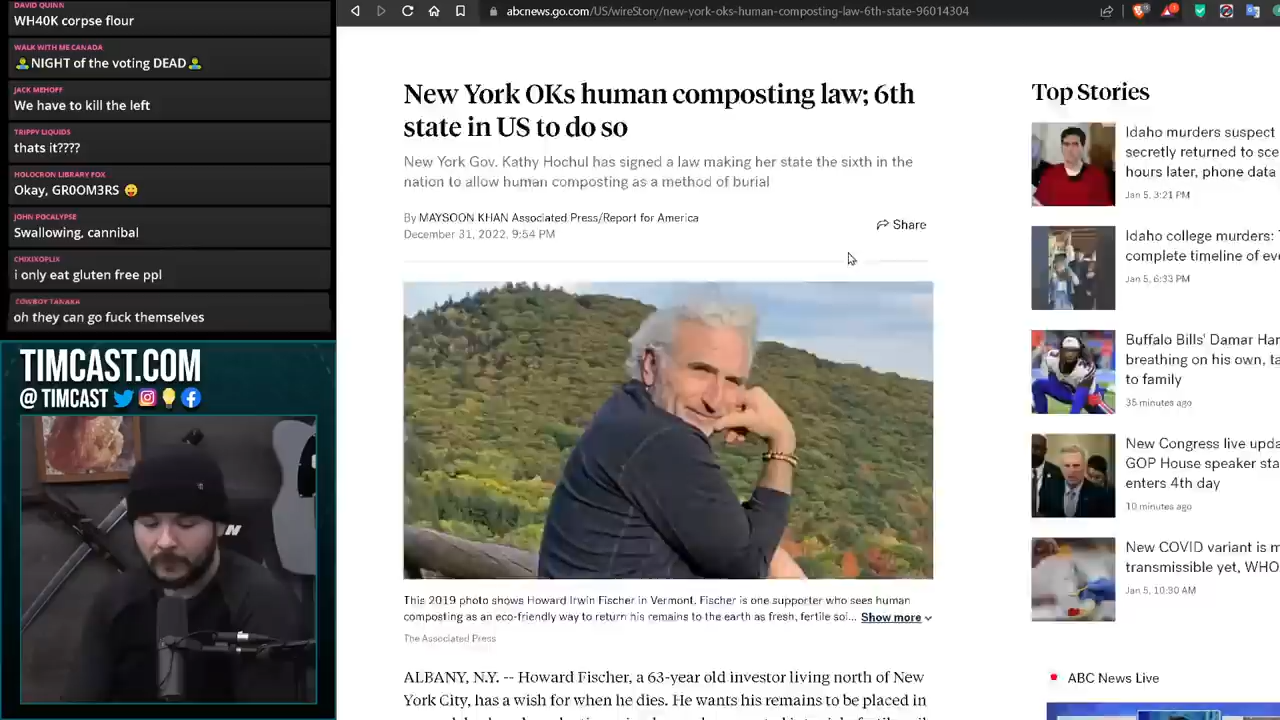 DAVID QUINN
WH40K corpse flour
WALK WITH ME CANADA
🧟‍♂️NIGHT of the voting DEAD🧟‍♂️
JACK MEHOFF
We have to kill the left
TRIPPY LIQUIDS
thats it????
HOLOCRON LIBRARY FOX
Okay, GR00M3RS 😛
JOHN POCALYPSE
Swallowing, cannibal
CHIXIXOPLIX
i only eat gluten free ppl
COWBOY TANAKA
oh they can go fuck themselves
TIMCAST.COM
@ TIMCAST
abcnews.go.com/US/wireStory/new-york-oks-human-composting-law-6th-state-96014304
New York OKs human composting law; 6th
state in US to do so
New York Gov. Kathy Hochul has signed a law making her state the sixth in the
nation to allow human composting as a method of burial
By MAYSOON KHAN Associated Press/Report for America
December 31, 2022, 9:54 PM
Share
This 2019 photo shows Howard Irwin Fischer in Vermont. Fischer is one supporter who sees human
composting as an eco-friendly way to return his remains to the earth as fresh, fertile soi... Show more
The Associated Press
ALBANY, N.Y. -- Howard Fischer, a 63-year old investor living north of New
York City, has a wish for when he dies. He wants his remains to be placed in
Top Stories
Idaho murders suspect
secretly returned to sce
hours later, phone data
Jan 5, 3:21 PM
Idaho college murders:
complete timeline of eve
Jan 5, 6:33 PM
Buffalo Bills' Damar Har
breathing on his own, ta
to family
35 minutes ago
New Congress live upda
GOP House speaker sta
enters 4th day
10 minutes ago
New COVID variant is m
transmissible yet, WHO
Jan 5, 10:30 AM
ABC News Live